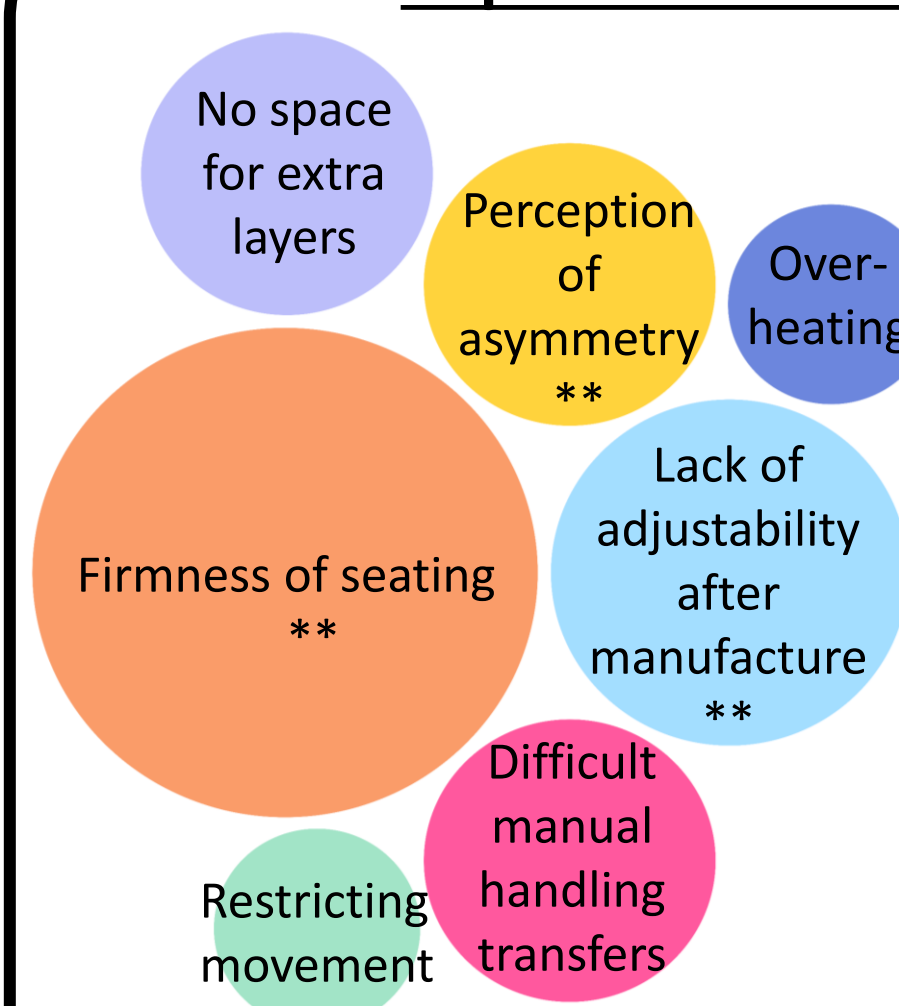 No space
for extra
layers
Perception
of
asymmetry
**
Over-
heating
Firmness of seating
**
Lack of
adjustability
after
manufacture
**
Difficult
manual
handling
transfers
Restricting
movement